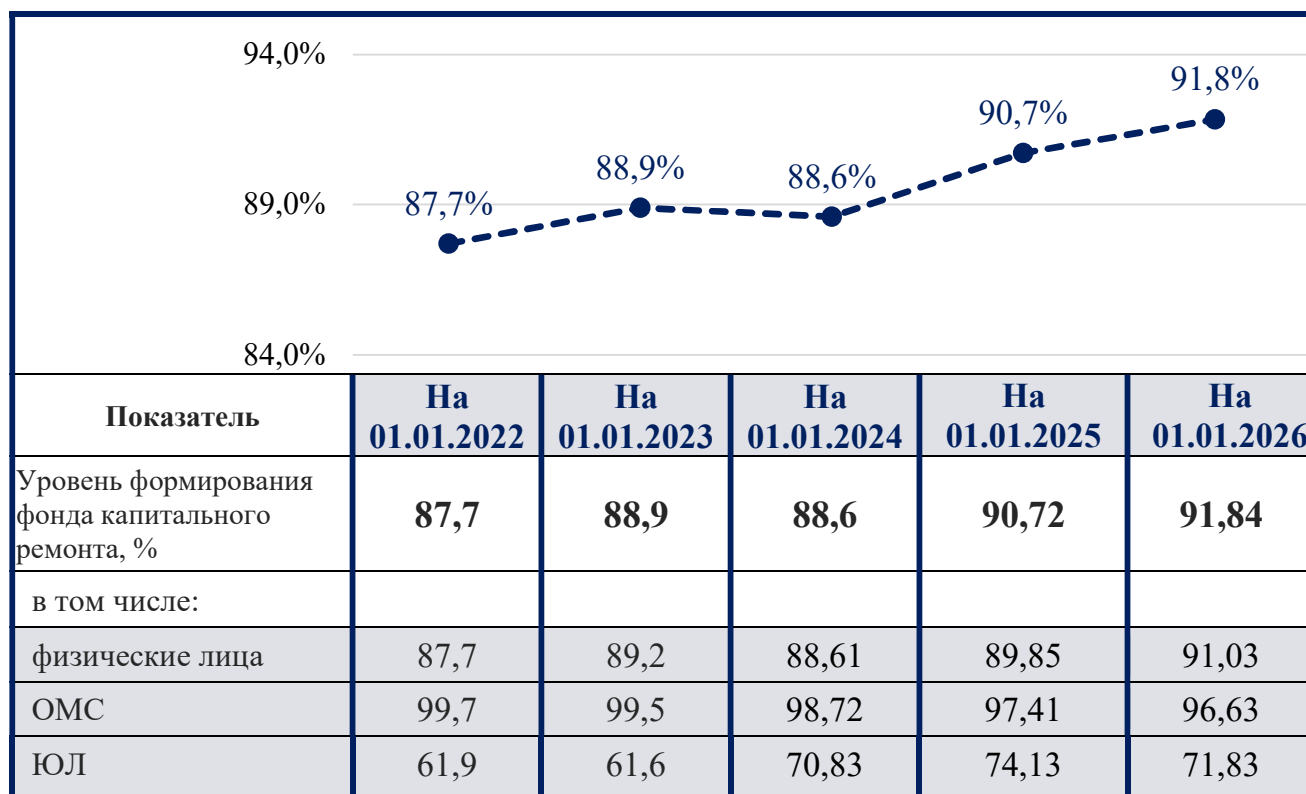 94,0%
91,8%
90,7%
88,9%
88,6%
89,0%
87,7%
84,0%
Показатель
На 01.01.2022
На 01.01.2023
На 01.01.2024
На 01.01.2025
На 01.01.2026
Уровень формирования
фонда капитального
ремонта, %
87,7 88,9 88,6 90,72 91,84
в том числе:
физические лица 87,7 89,2 88,61 89,85 91,03
ОМС 99,7 99,5 98,72 97,41 96,63
ЮЛ 61,9 61,6 70,83 74,13 71,83